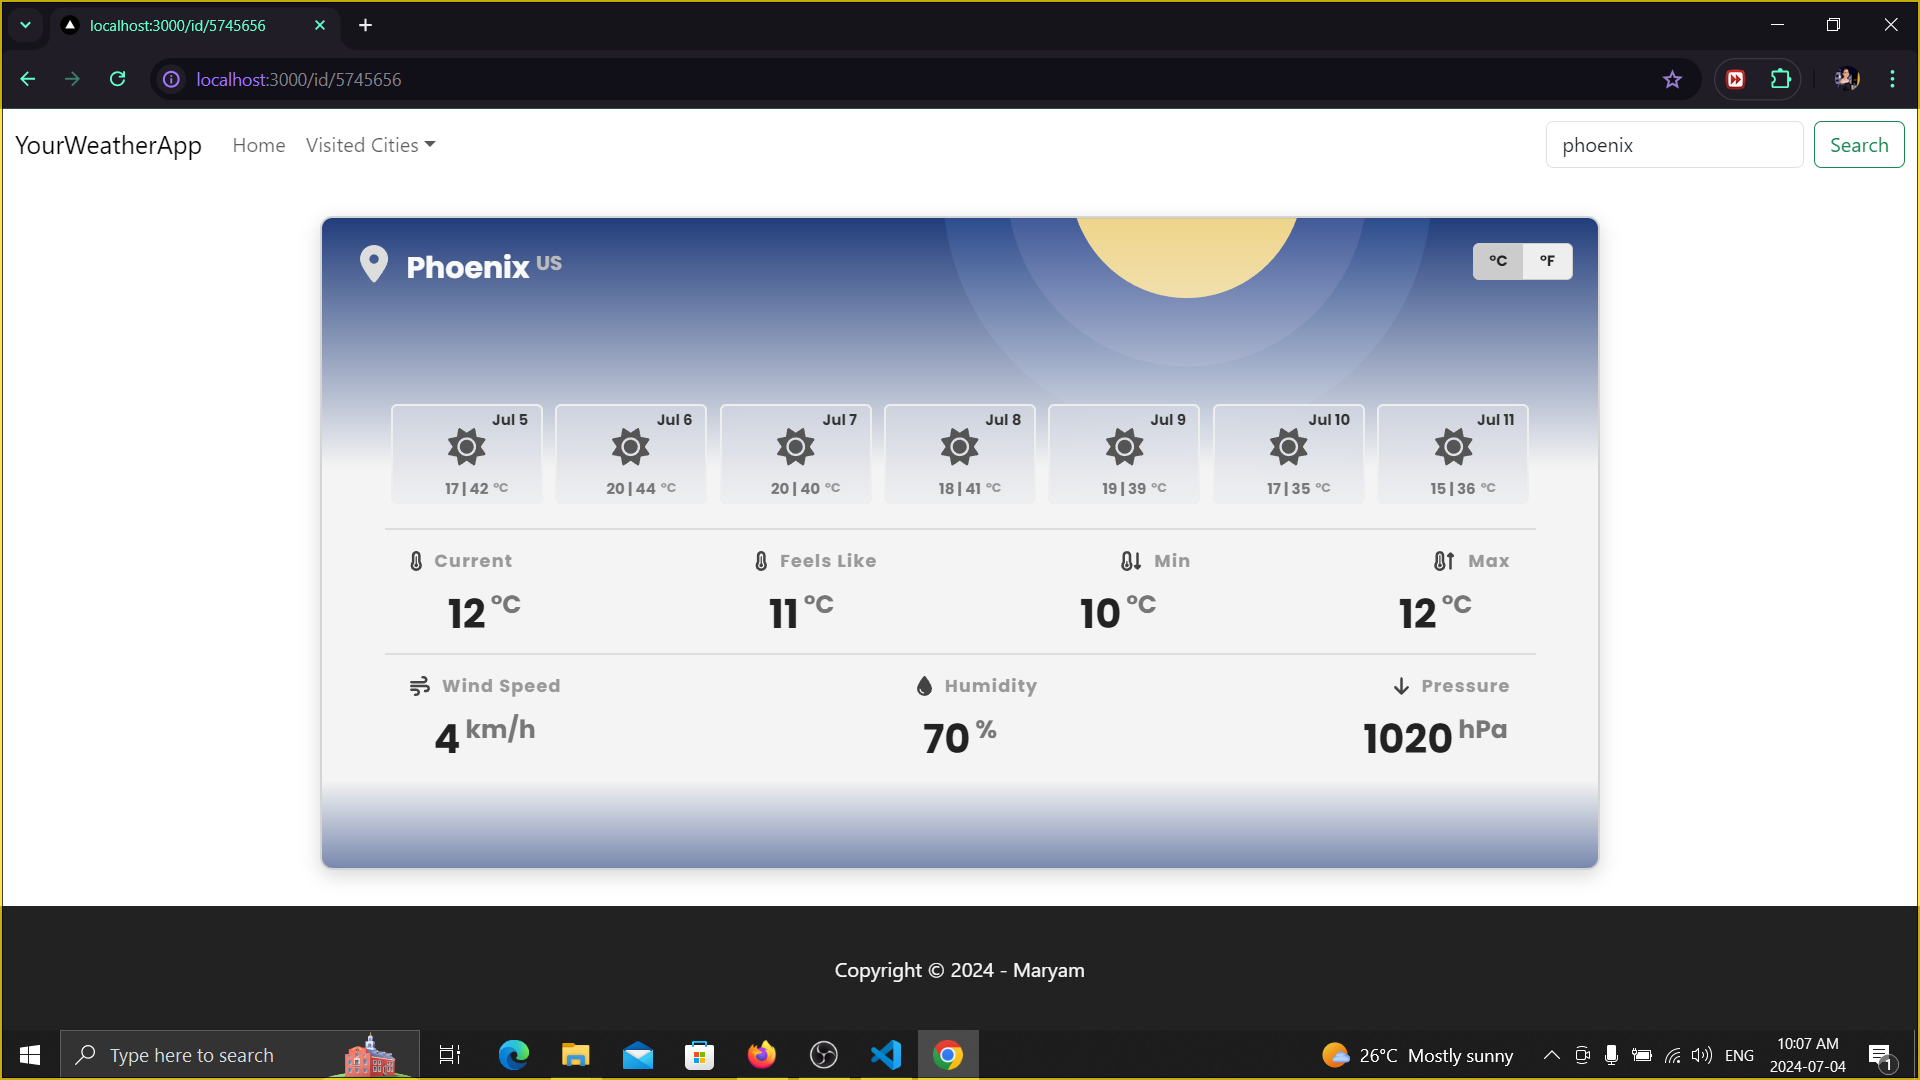 localhost:3000/id/5745656
localhost:3000/id/5745656
YourWeatherApp Home Visited Cities phoenix Search
Phoenix US °C °F
Jul 5 Jul 6 Jul 7 Jul 8 Jul 9 Jul 10 Jul 11
17 | 42 °C 20 | 44 °C 20 | 40 °C 18 | 41 °C 19 | 39 °C 17 | 35 °C 15 | 36 °C
Current Feels Like Min Max
12 °C 11 °C 10 °C 12 °C
Wind Speed Humidity Pressure
4 km/h 70 % 1020 hPa
Copyright © 2024 - Maryam
Type here to search 26°C Mostly sunny ENG 10:07 AM
2024-07-04 1